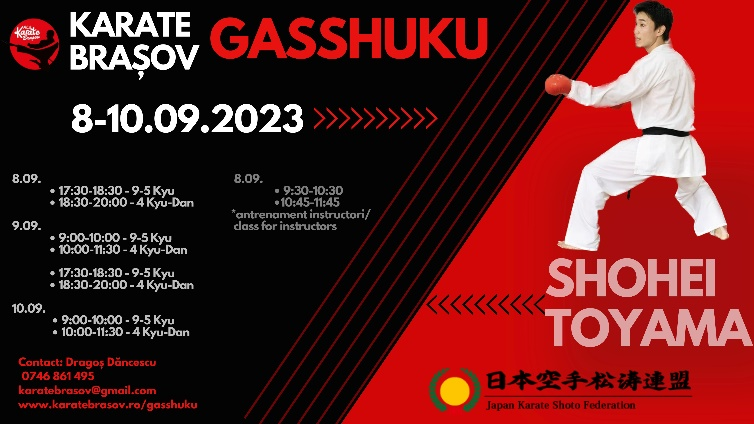 Karate
Brașov
KARATE
BRAȘOV
GASSHUKU
8-10.09.2023
8.09.
• 17:30-18:30 - 9-5 Kyu
• 18:30-20:00 - 4 Kyu-Dan
9.09.
• 9:00-10:00 - 9-5 Kyu
• 10:00-11:30 - 4 Kyu-Dan
• 17:30-18:30 - 9-5 Kyu
• 18:30-20:00 - 4 Kyu-Dan
10.09.
• 9:00-10:00 - 9-5 Kyu
• 10:00-11:30 - 4 Kyu-Dan
8.09.
• 9:30-10:30
•10:45-11:45
*antrenament instructori/
class for instructors
SHOHEI
TOYAMA
Contact: Dragoș Dăncescu
0746 861 495
karatebrasov@gmail.com
www.karatebrasov.ro/gasshuku
日本空手松涛連盟
Japan Karate Shoto Federation